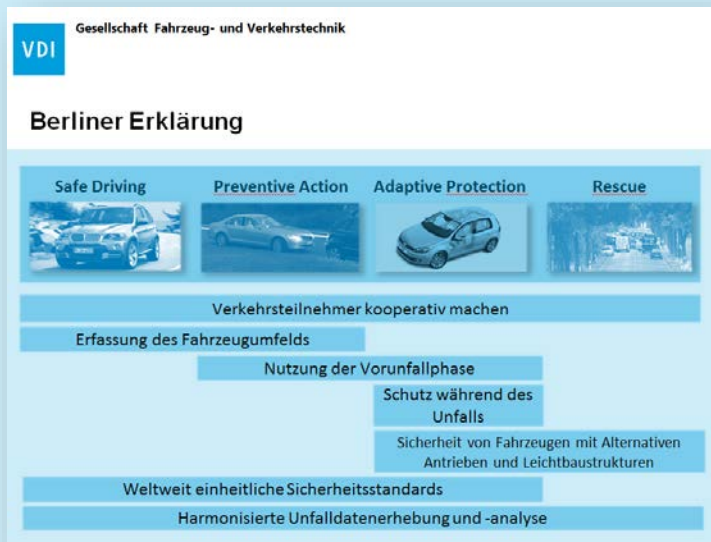 Gesellschaft Fahrzeug- und Verkehrstechnik
VDI
Berliner Erklärung
Safe Driving
Preventive Action
Adaptive Protection
Rescue
Verkehrsteilnehmer kooperativ machen
Erfassung des Fahrzeugumfelds
Nutzung der Vorunfallphase
Schutz während des
Unfalls
Sicherheit von Fahrzeugen mit Alternativen
Antrieben und Leichtbaustrukturen
Weltweit einheitliche Sicherheitsstandards
Harmonisierte Unfalldatenerhebung und -analyse